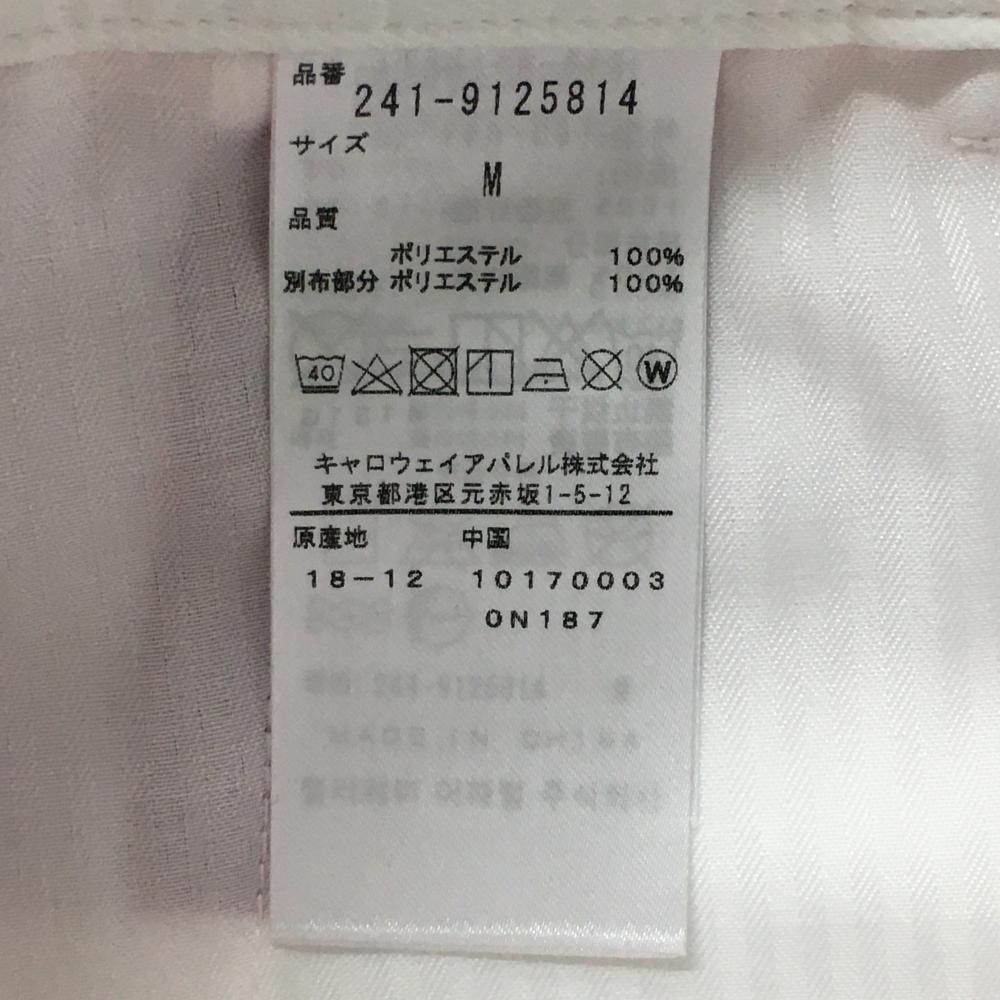 品番
241-9125814
サイズ
M
品質
ポリエステル 100%
別布部分 ポリエステル 100%
40 W
キャロウェイアパレル株式会社
東京都港区元赤坂1-5-12
原産地 中国
18-12 10170003
0N187